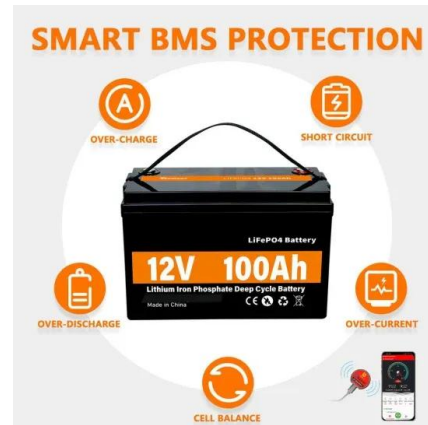 SMART BMS PROTECTION
A
OVER-CHARGE
SHORT CIRCUIT
LiFePO4 Battery
12V 100Ah
Lithium Iron Phosphate Deep Cycle Battery
Made in China
CE
OVER-DISCHARGE
OVER-CURRENT
CELL BALANCE